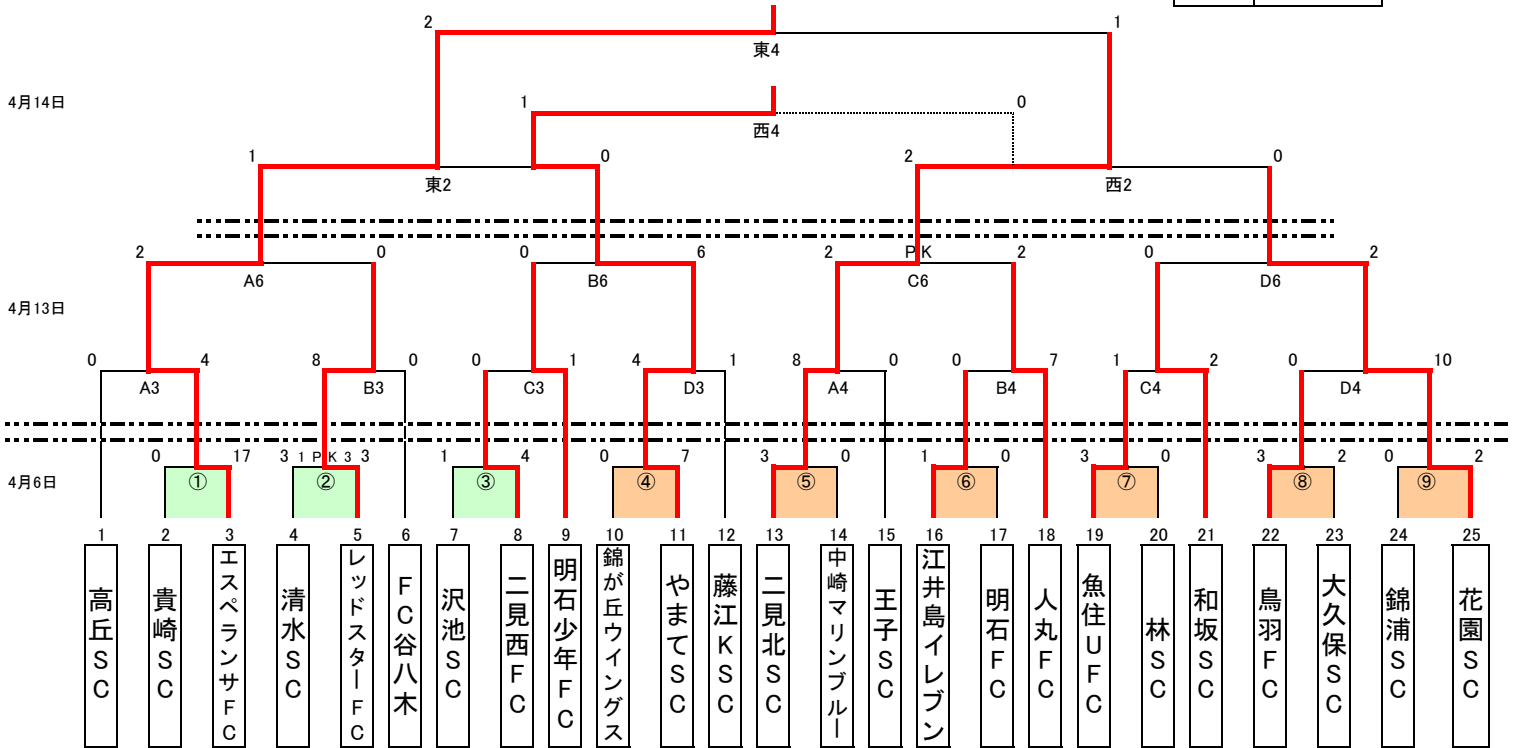 2 1
東4
4月14日 1 0
西4
1 0 2 0
東2 西2
2 0 0 6 2 PK 2 0 2
A6 B6 C6 D6
4月13日
0 4 8 0 0 1 4 1 8 0 0 7 1 2 0 10
A3 B3 C3 D3 A4 B4 C4 D4
0 17 3 1 PK 3 3 1 4 0 7 3 0 1 0 3 0 3 2 0 2
4月6日 ① ② ③ ④ ⑤ ⑥ ⑦ ⑧ ⑨
1 2 3 4 5 6 7 8 9 10 11 12 13 14 15 16 17 18 19 20 21 22 23 24 25
高丘SC
貴崎SC
エスペランサFC
清水SC
レッドスターFC
FC谷八木
沢池SC
二見西FC
明石少年FC
錦が丘ウイングス
やまてSC
藤江KSC
二見北SC
中崎マリンブルー
王子SC
江井島イレブン
明石FC
人丸FC
魚住UFC
林SC
和坂SC
鳥羽FC
大久保SC
錦浦SC
花園SC